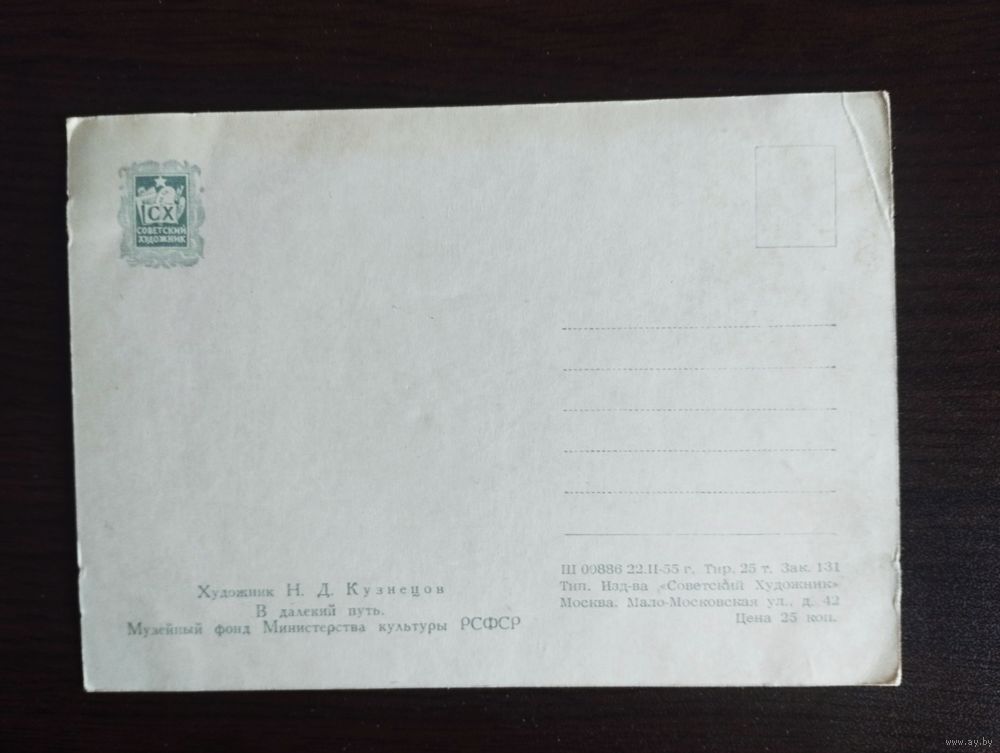 СХ
СОВЕТСКИЙ
ХУДОЖНИК
Художник Н. Д. Кузнецов
В далекий путь.
Музейный фонд Министерства культуры РСФСР
Ш 00886 22.II-55 г. Тир. 25 т. Зак. 131
Тип. Изд-ва «Советский Художник»
Москва. Мало-Московская ул., д. 42
Цена 25 коп.
www.ay.by